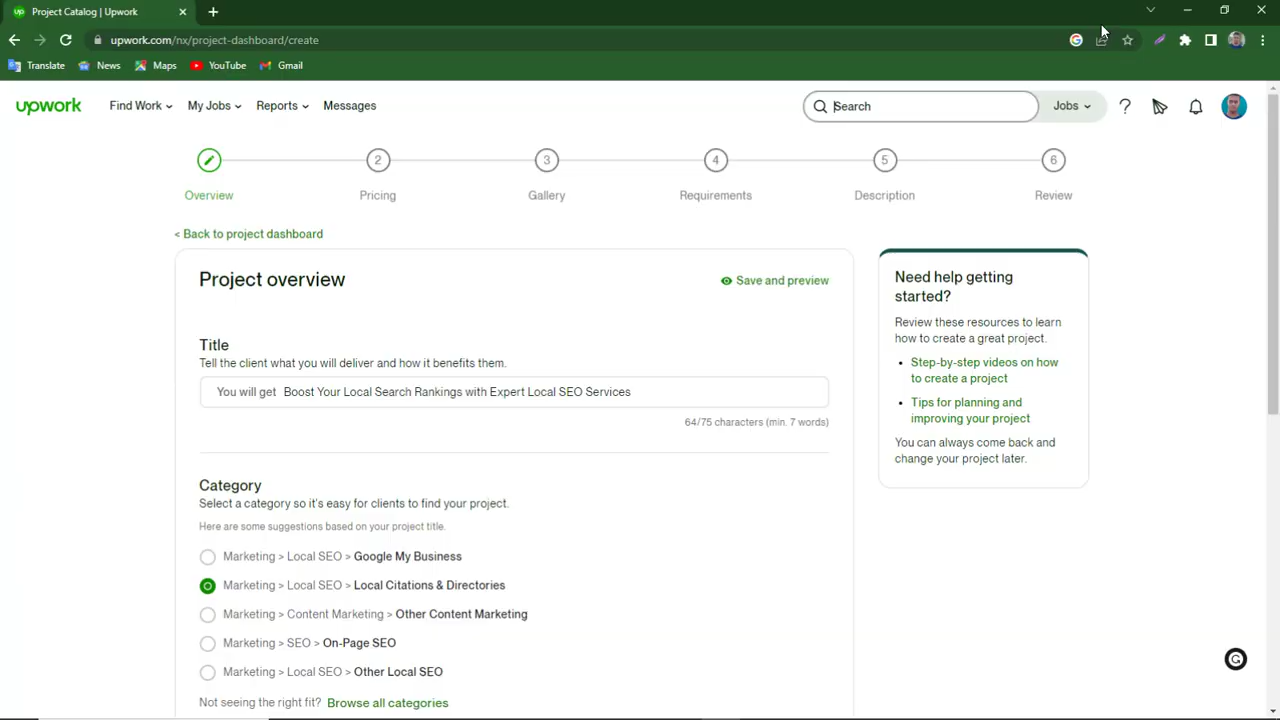 up Project Catalog | Upwork
upwork.com/nx/project-dashboard/create
Translate News Maps YouTube Gmail
upwork Find Work My Jobs Reports Messages Search Jobs ?
2 3 4 5 6
Overview Pricing Gallery Requirements Description Review
< Back to project dashboard
Project overview
Save and preview
Title
Tell the client what you will deliver and how it benefits them.
You will get Boost Your Local Search Rankings with Expert Local SEO Services
64/75 characters (min. 7 words)
Category
Select a category so it's easy for clients to find your project.
Here are some suggestions based on your project title.
Marketing > Local SEO > Google My Business
Marketing > Local SEO > Local Citations & Directories
Marketing > Content Marketing > Other Content Marketing
Marketing > SEO > On-Page SEO
Marketing > Local SEO > Other Local SEO
Not seeing the right fit? Browse all categories
Need help getting
started?
Review these resources to learn
how to create a great project.
• Step-by-step videos on how
to create a project
• Tips for planning and
improving your project
You can always come back and
change your project later.